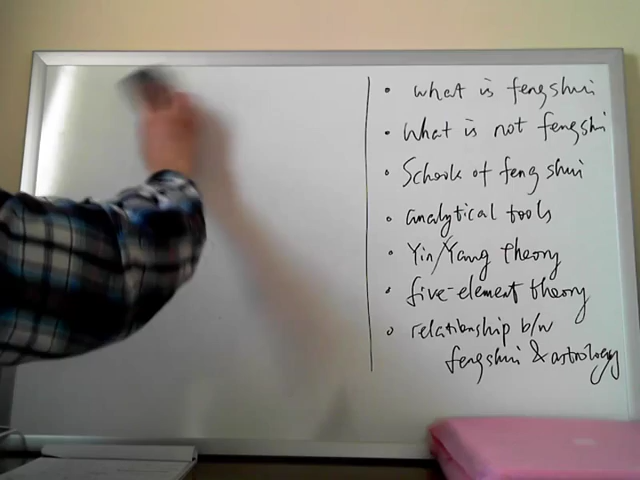 • what is fengshui
• What is not fengshi
• Schools of feng shui
• analytical tools
• Yin/Yang Theory
• five-element theory
• relationship b/w
fengshui & astrology